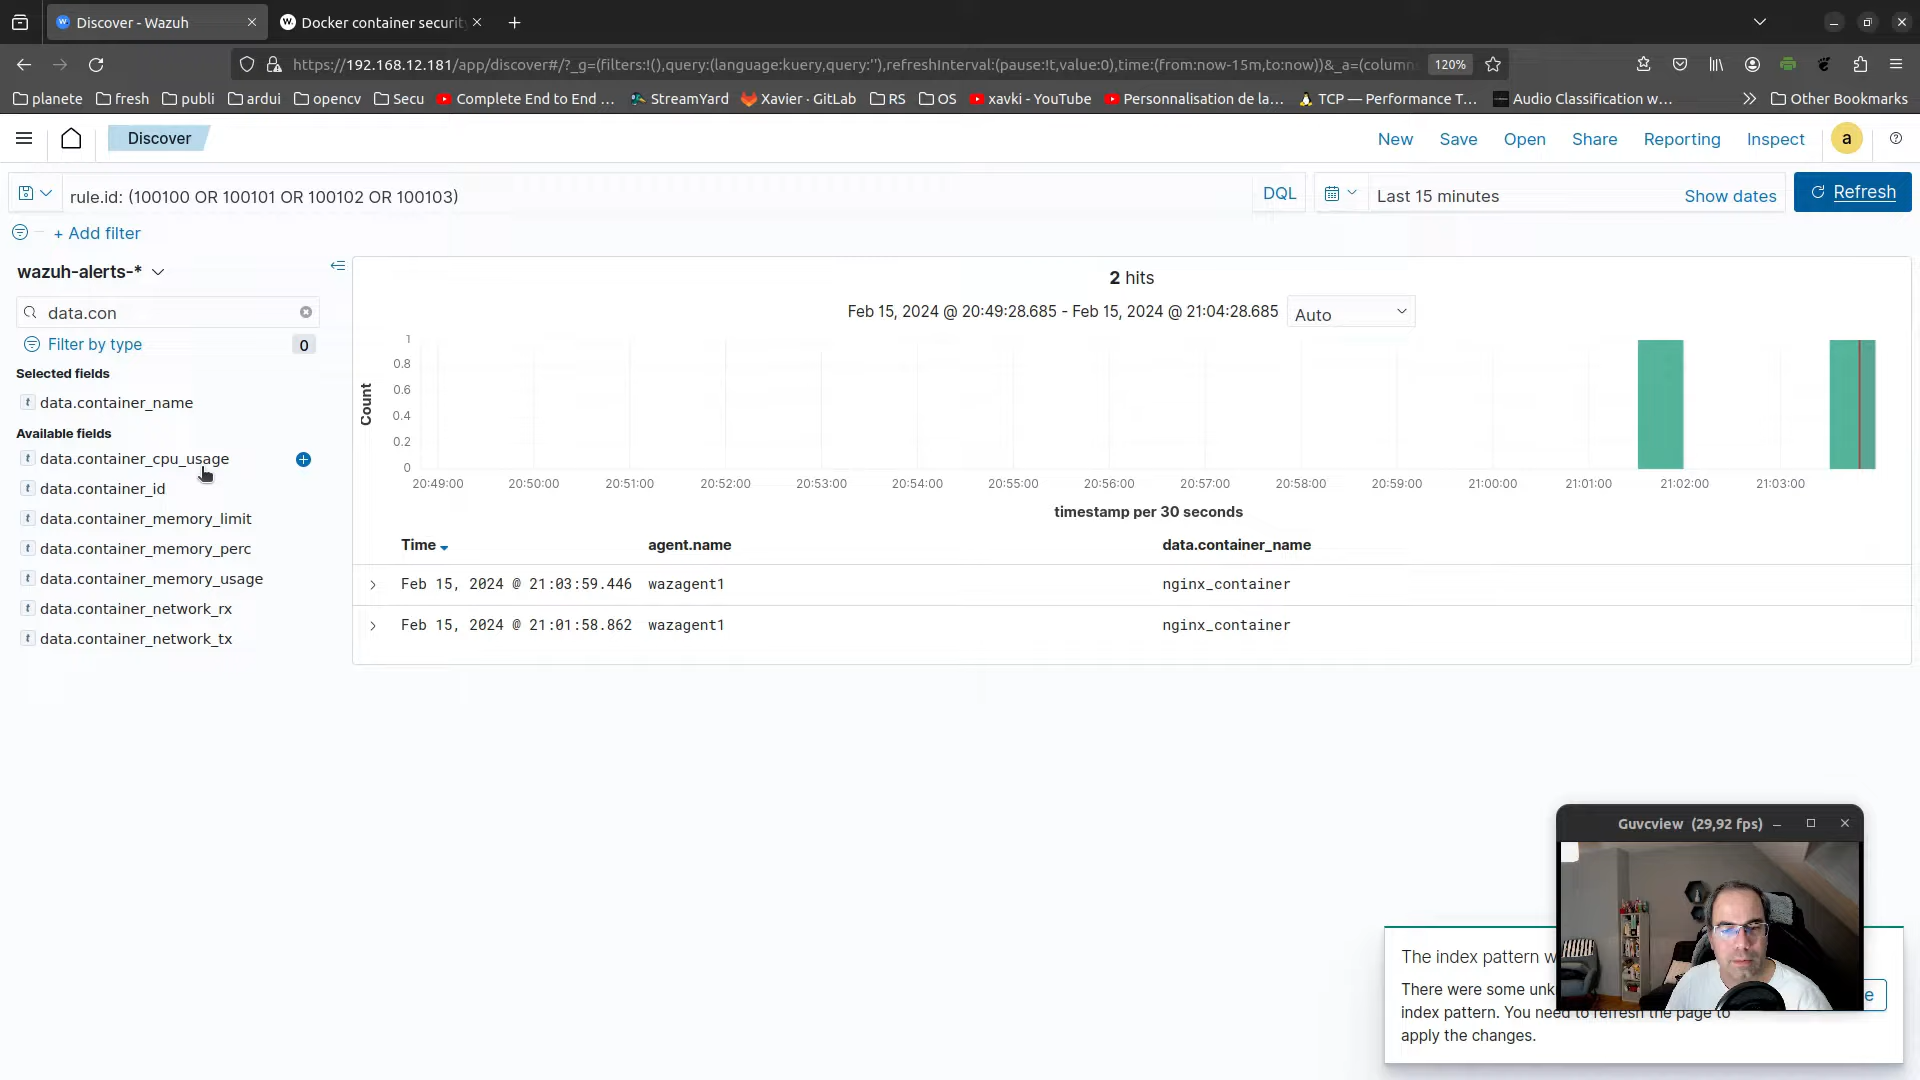 Discover - Wazuh
Docker container securit
https://192.168.12.181/app/discover#/?_g=(filters:!(),query:(language:kuery,query:''),refreshInterval:(pause:!t,value:0),time:(from:now-15m,to:now))&_a=(column
120%
planete
fresh
publi
ardui
opencv
Secu
Complete End to End ...
StreamYard
Xavier · GitLab
RS
OS
xavki - YouTube
Personnalisation de la...
TCP — Performance T...
Audio Classification w...
Other Bookmarks
Discover
New
Save
Open
Share
Reporting
Inspect
a
rule.id: (100100 OR 100101 OR 100102 OR 100103)
DQL
Last 15 minutes
Show dates
Refresh
+ Add filter
wazuh-alerts-*
data.con
Filter by type
0
Selected fields
t data.container_name
Available fields
t data.container_cpu_usage
t data.container_id
t data.container_memory_limit
t data.container_memory_perc
t data.container_memory_usage
t data.container_network_rx
t data.container_network_tx
2 hits
Feb 15, 2024 @ 20:49:28.685 - Feb 15, 2024 @ 21:04:28.685
Auto
Count
1
0.8
0.6
0.4
0.2
0
20:49:00
20:50:00
20:51:00
20:52:00
20:53:00
20:54:00
20:55:00
20:56:00
20:57:00
20:58:00
20:59:00
21:00:00
21:01:00
21:02:00
21:03:00
timestamp per 30 seconds
Time
agent.name
data.container_name
Feb 15, 2024 @ 21:03:59.446
wazagent1
nginx_container
Feb 15, 2024 @ 21:01:58.862
wazagent1
nginx_container
Guvcview (29,92 fps)
The index pattern w
There were some unk
index pattern. You need to refresh the page to
apply the changes.
e